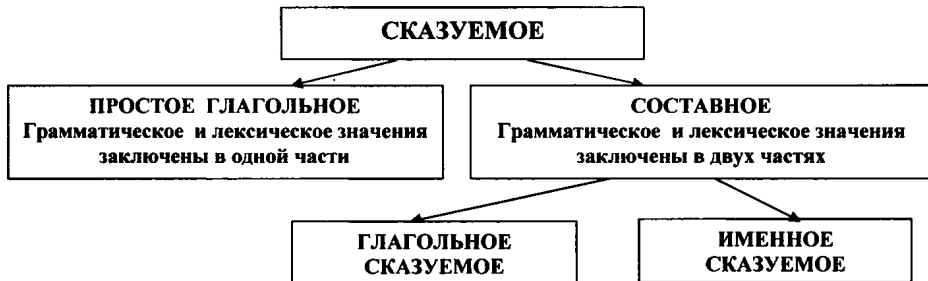 СКАЗУЕМОЕ
ПРОСТОЕ ГЛАГОЛЬНОЕ
Грамматическое и лексическое значения
заключены в одной части
СОСТАВНОЕ
Грамматическое и лексическое значения
заключены в двух частях
ГЛАГОЛЬНОЕ
СКАЗУЕМОЕ
ИМЕННОЕ
СКАЗУЕМОЕ